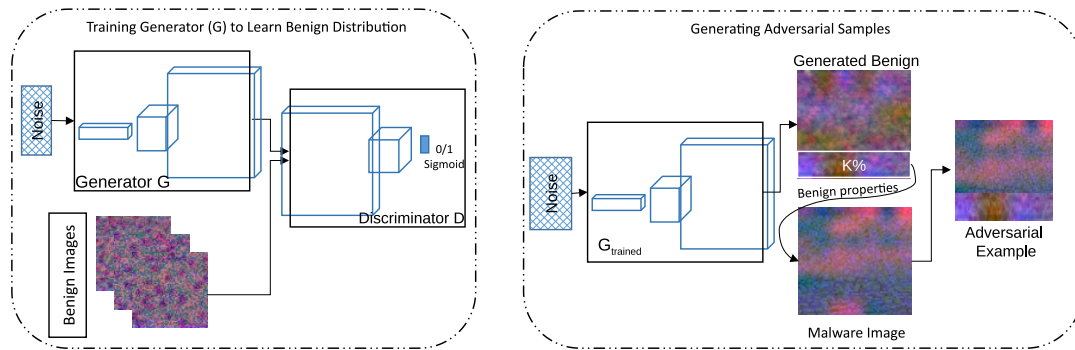 Training Generator (G) to Learn Benign Distribution
Noise
Generator G
0/1
Sigmoid
Discriminator D
Benign Images
Generating Adversarial Samples
Generated Benign
K%
Benign properties
Noise
Gtrained
Malware Image
Adversarial
Example